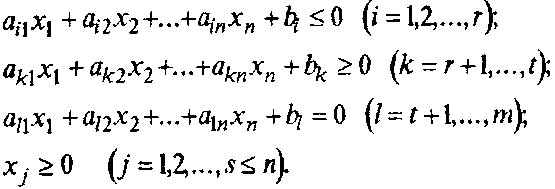 a_{i1}x_1 + a_{i2}x_2 +...+ a_{in}x_n + b_i ≤ 0 (i = 1,2,...,r);
a_{k1}x_1 + a_{k2}x_2 +...+ a_{kn}x_n + b_k ≥ 0 (k = r + 1,...,t);
a_{l1}x_1 + a_{l2}x_2 +...+ a_{1n}x_n + b_l = 0 (l = t + 1,...,m);
x_j ≥ 0 (j = 1,2,...,s ≤ n).